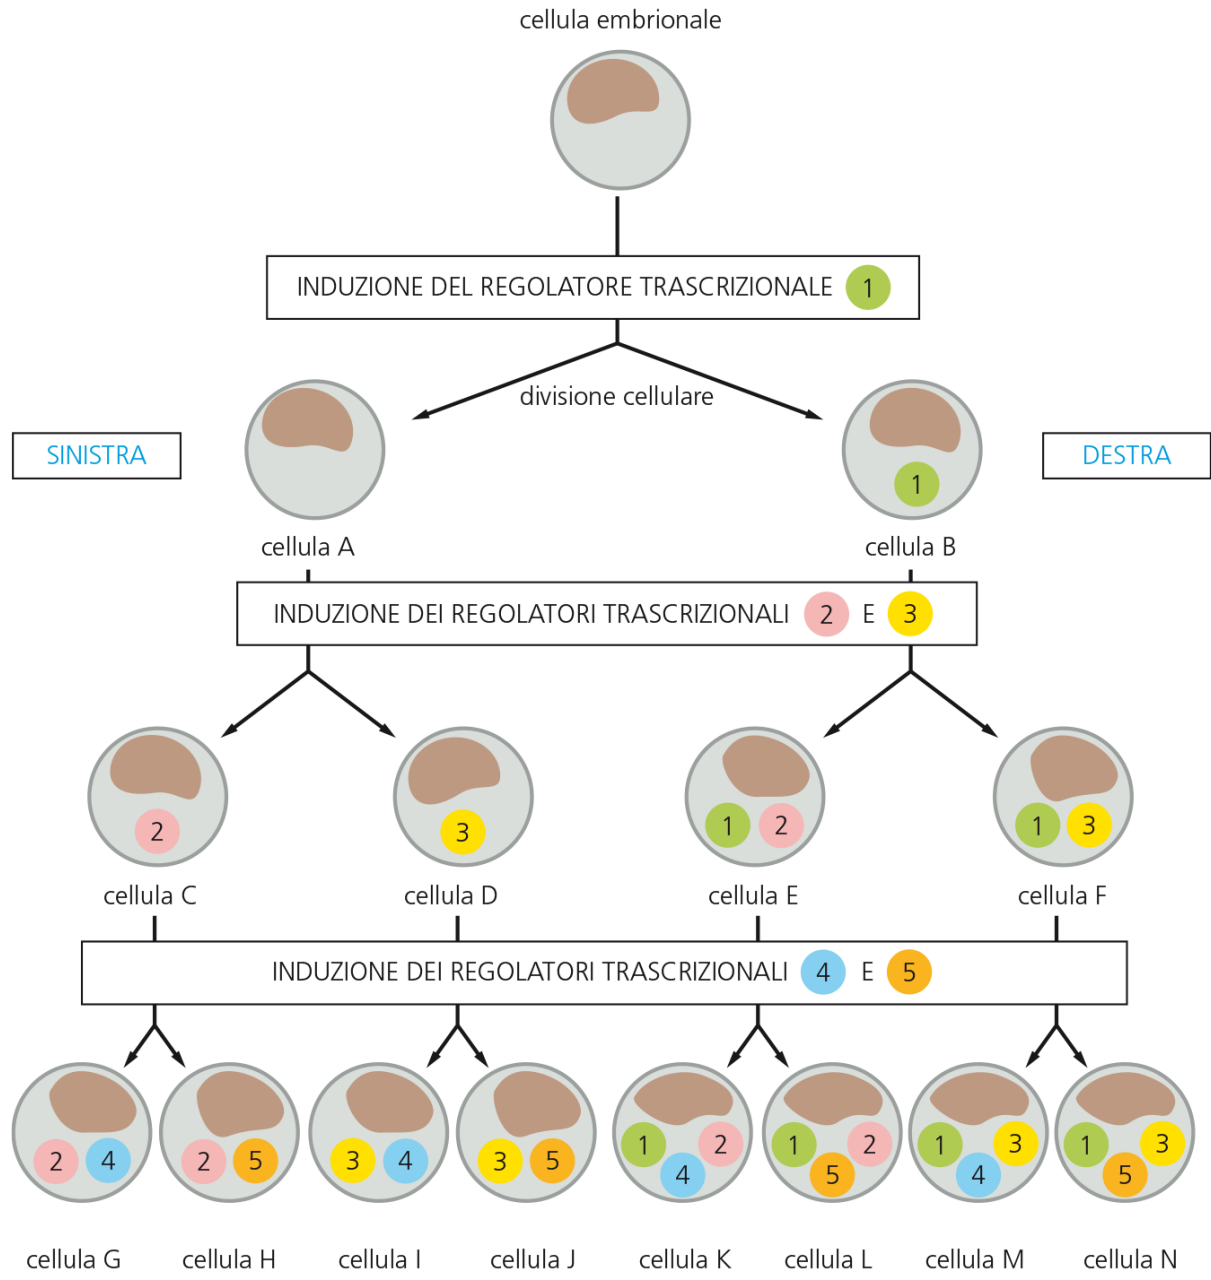 cellula embrionale
INDUZIONE DEL REGOLATORE TRASCRIZIONALE 1
divisione cellulare
SINISTRA
DESTRA
1
cellula A
cellula B
INDUZIONE DEI REGOLATORI TRASCRIZIONALI 2 E 3
2
3
1 2
1 3
cellula C
cellula D
cellula E
cellula F
INDUZIONE DEI REGOLATORI TRASCRIZIONALI 4 E 5
2 4
2 5
3 4
3 5
1 2
4
1 2
5
1 3
4
1 3
5
cellula G
cellula H
cellula I
cellula J
cellula K
cellula L
cellula M
cellula N